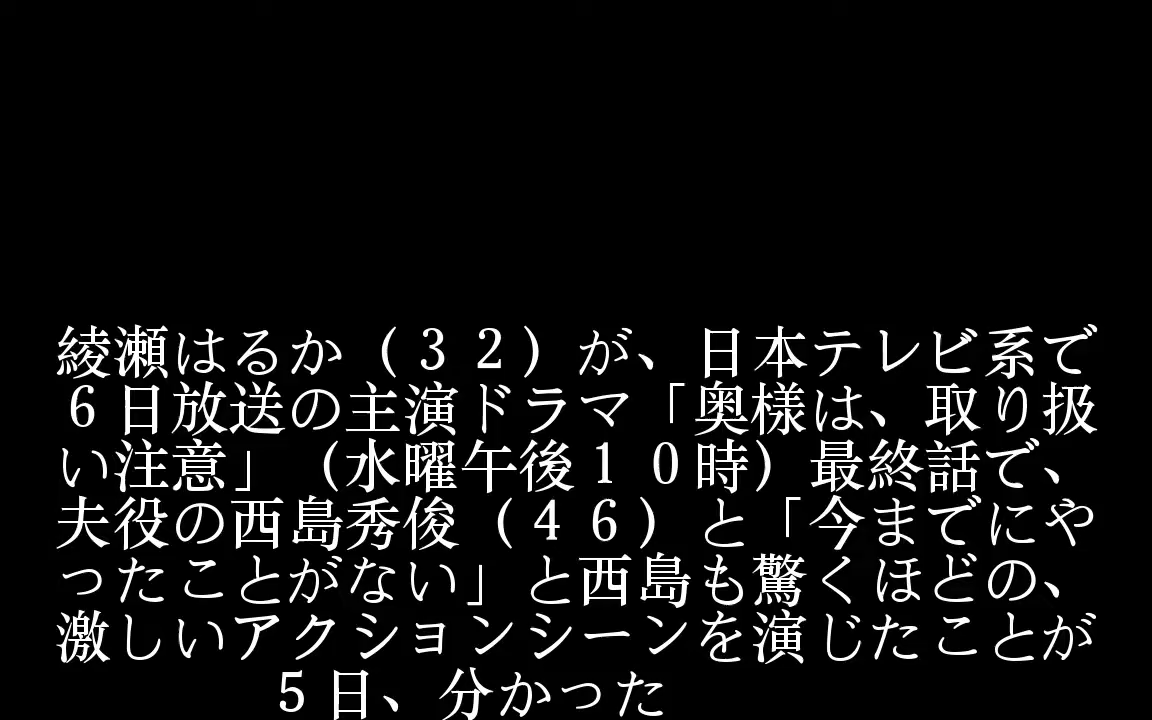 綾瀬はるか（３２）が、日本テレビ系で
６日放送の主演ドラマ「奥様は、取り扱
い注意」（水曜午後１０時）最終話で、
夫役の西島秀俊（４６）と「今までにや
ったことがない」と西島も驚くほどの、
激しいアクションシーンを演じたことが
５日、分かった